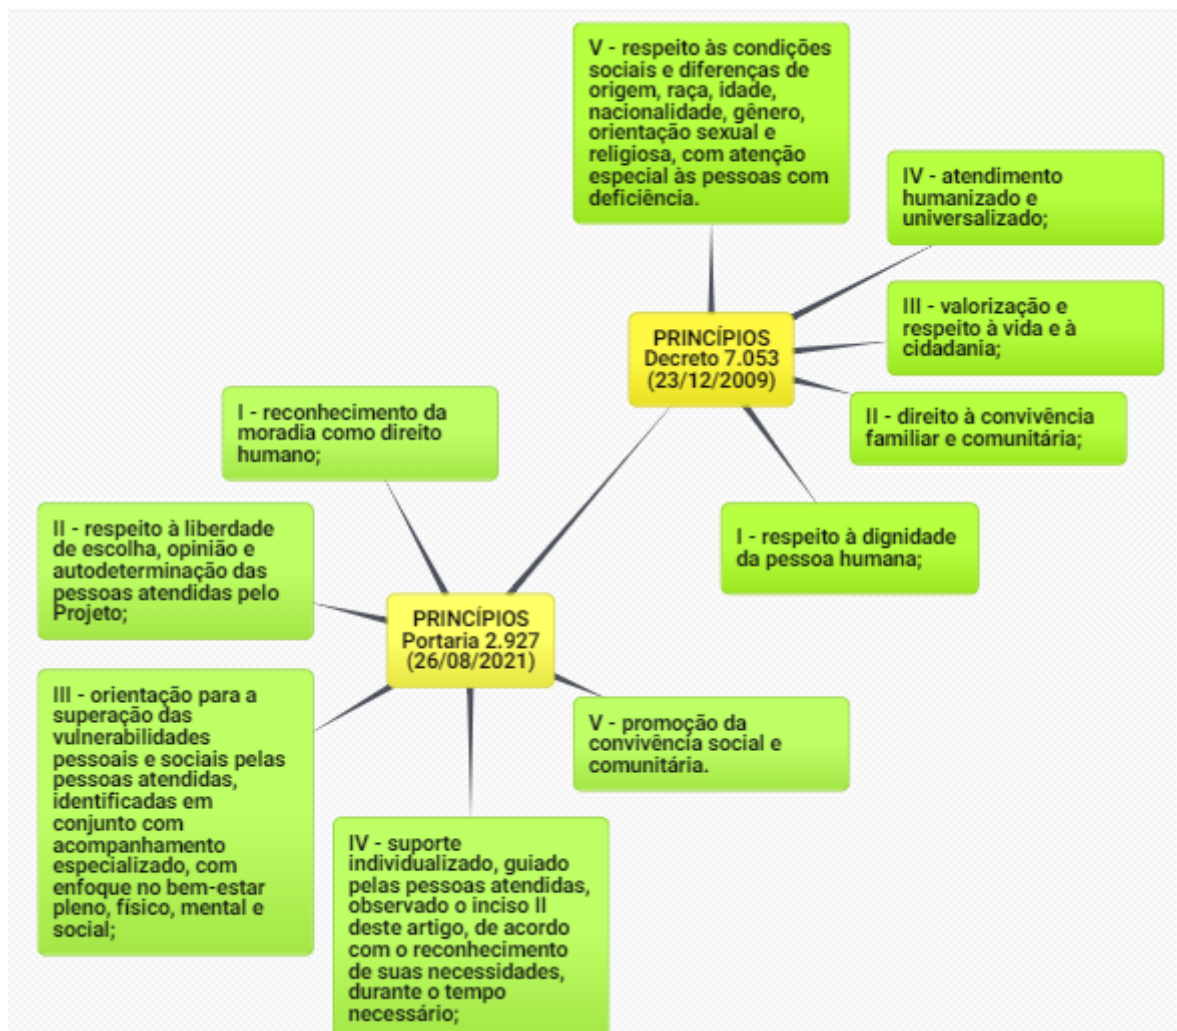 V - respeito às condições
sociais e diferenças de
origem, raça, idade,
nacionalidade, gênero,
orientação sexual e
religiosa, com atenção
especial às pessoas com
deficiência.
IV - atendimento
humanizado e
universalizado;
III - valorização e
respeito à vida e à
cidadania;
PRINCÍPIOS
Decreto 7.053
(23/12/2009)
II - direito à convivência
familiar e comunitária;
I - respeito à dignidade
da pessoa humana;
I - reconhecimento da
moradia como direito
humano;
II - respeito à liberdade
de escolha, opinião e
autodeterminação das
pessoas atendidas pelo
Projeto;
PRINCÍPIOS
Portaria 2.927
(26/08/2021)
III - orientação para a
superação das
vulnerabilidades
pessoais e sociais pelas
pessoas atendidas,
identificadas em
conjunto com
acompanhamento
especializado, com
enfoque no bem-estar
pleno, físico, mental e
social;
V - promoção da
convivência social e
comunitária.
IV - suporte
individualizado, guiado
pelas pessoas atendidas,
observado o inciso II
deste artigo, de acordo
com o reconhecimento
de suas necessidades,
durante o tempo
necessário;